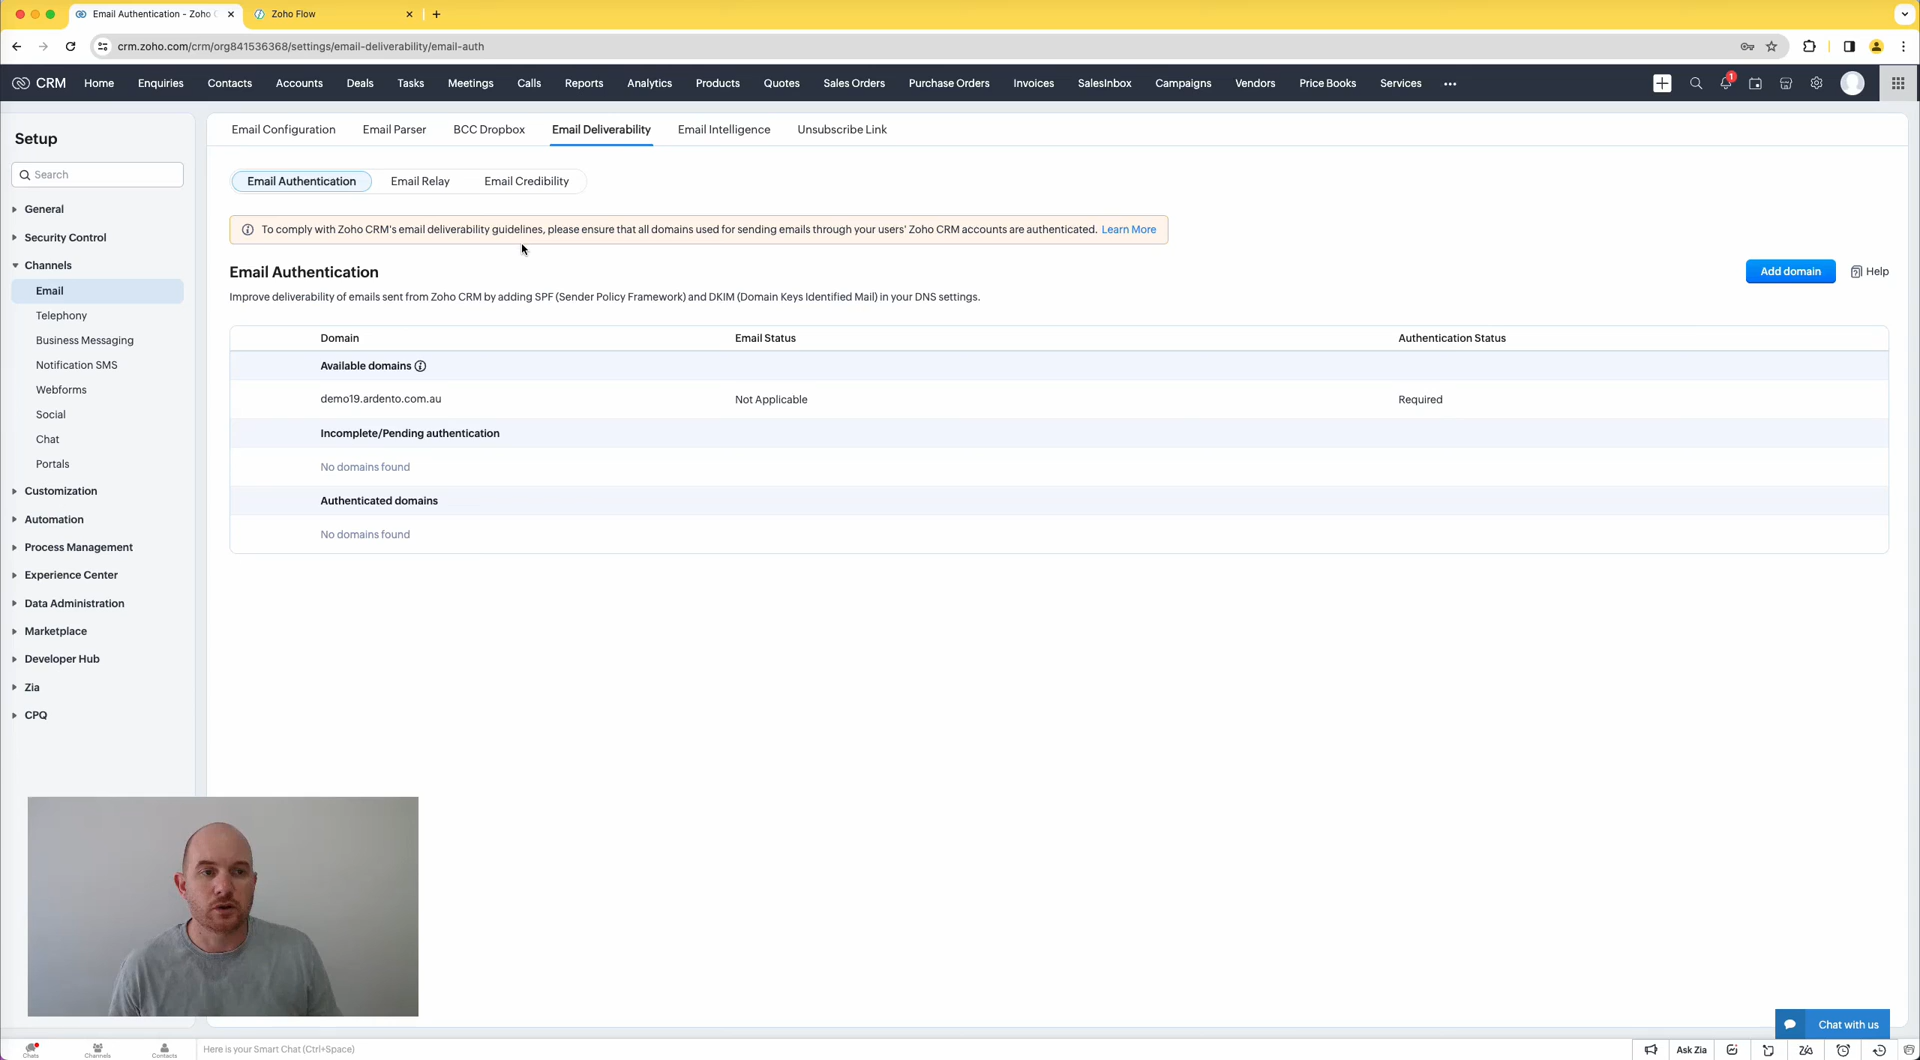 Email Authentication - Zoho C
Zoho Flow
crm.zoho.com/crm/org841536368/settings/email-deliverability/email-auth
CRM Home Enquiries Contacts Accounts Deals Tasks Meetings Calls Reports Analytics Products Quotes Sales Orders Purchase Orders Invoices SalesInbox Campaigns Vendors Price Books Services
1
Setup
Search
General
Security Control
Channels
Email
Telephony
Business Messaging
Notification SMS
Webforms
Social
Chat
Portals
Customization
Automation
Process Management
Experience Center
Data Administration
Marketplace
Developer Hub
Zia
CPQ
Email Configuration Email Parser BCC Dropbox Email Deliverability Email Intelligence Unsubscribe Link
Email Authentication Email Relay Email Credibility
To comply with Zoho CRM's email deliverability guidelines, please ensure that all domains used for sending emails through your users' Zoho CRM accounts are authenticated. Learn More
Email Authentication
Add domain Help
Improve deliverability of emails sent from Zoho CRM by adding SPF (Sender Policy Framework) and DKIM (Domain Keys Identified Mail) in your DNS settings.
Domain Email Status Authentication Status
Available domains
demo19.ardento.com.au Not Applicable Required
Incomplete/Pending authentication
No domains found
Authenticated domains
No domains found
Chat with us
Chats Channels Contacts
Here is your Smart Chat (Ctrl+Space)
Ask Zia